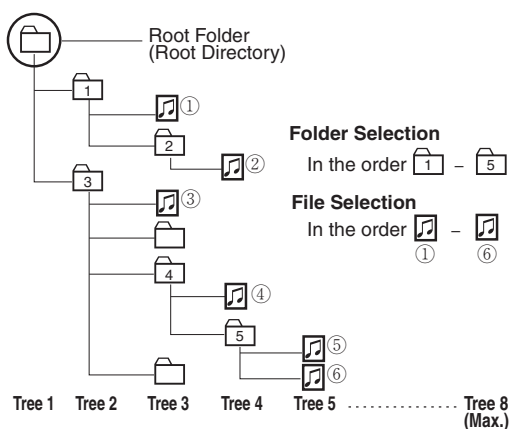 Root Folder
(Root Directory)
1
①
2
②
3
③
4
④
5
⑤
⑥
Folder Selection
In the order 1 – 5
File Selection
In the order –
① ⑥
Tree 1 Tree 2 Tree 3 Tree 4 Tree 5 .............. Tree 8
(Max.)